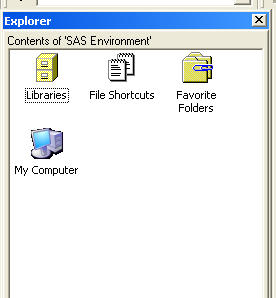 Explorer
Contents of 'SAS Environment'
Libraries
File Shortcuts
Favorite
Folders
My Computer